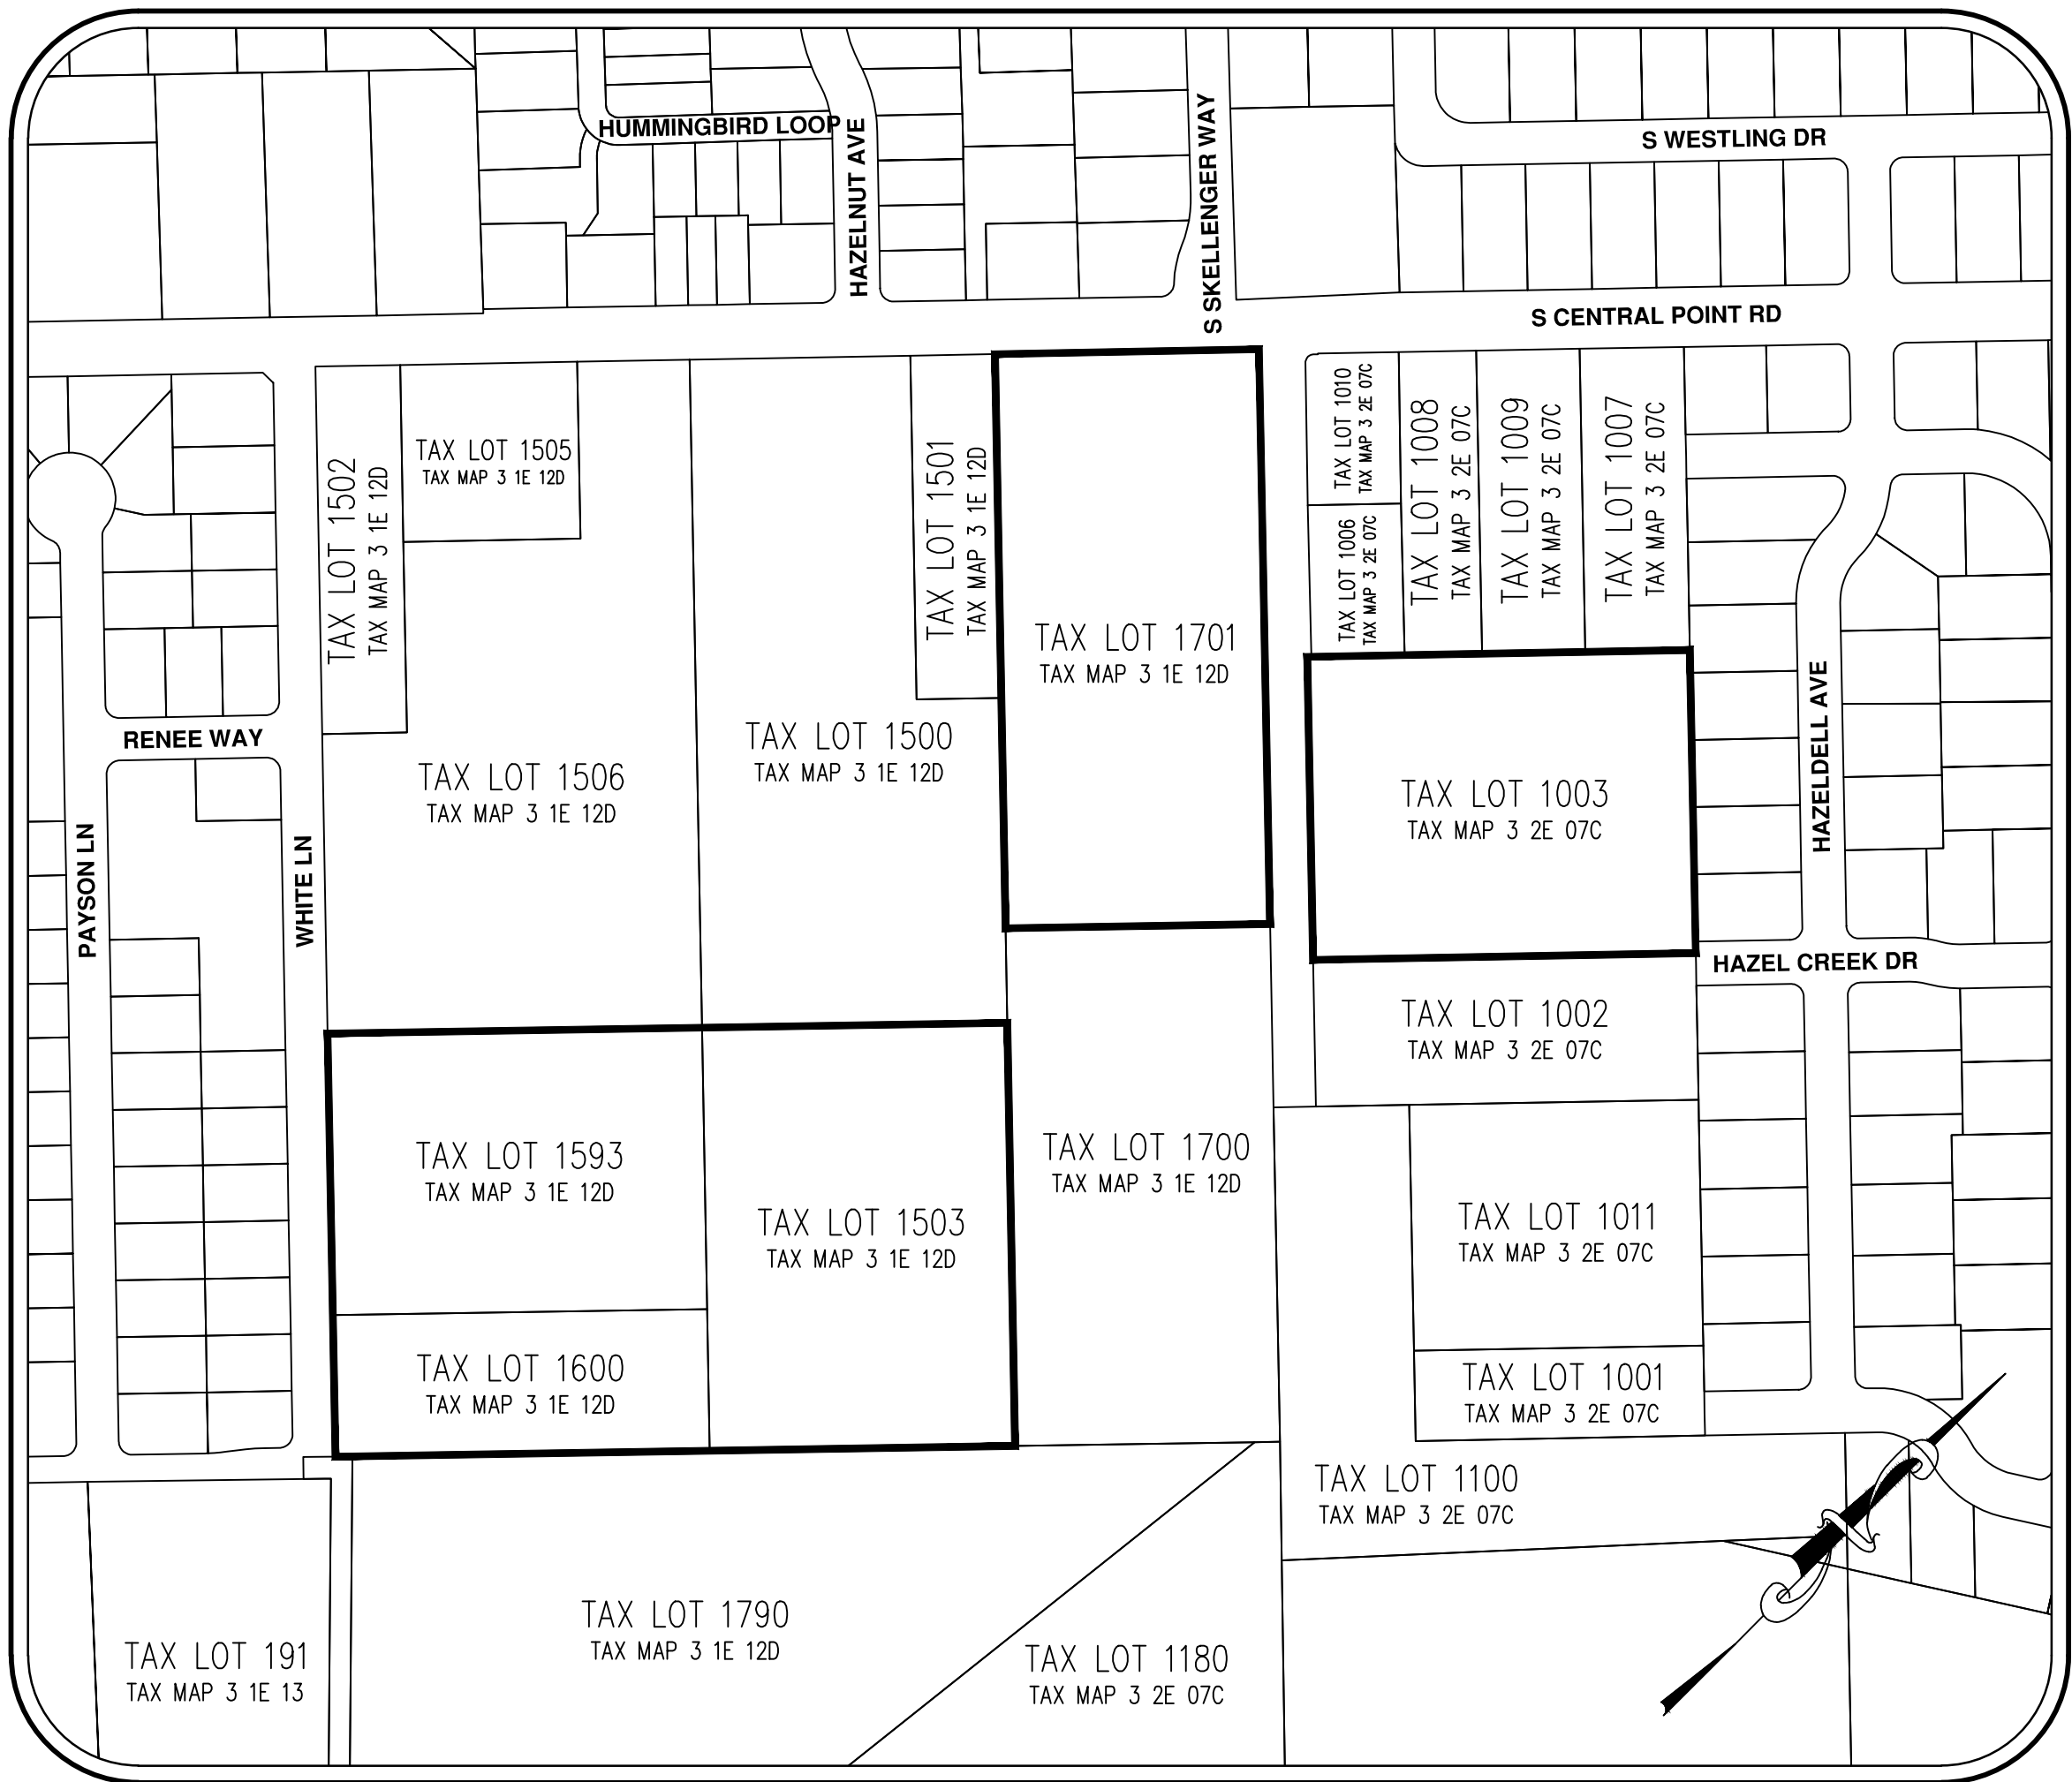 HUMMINGBIRD LOOP
HAZELNUT AVE
S SKELLENGER WAY
S WESTLING DR
S CENTRAL POINT RD
TAX LOT 1502
TAX MAP 3 1E 12D
TAX LOT 1505
TAX MAP 3 1E 12D
TAX LOT 1501
TAX MAP 3 1E 12D
TAX LOT 1701
TAX MAP 3 1E 12D
TAX LOT 1010
TAX MAP 3 2E 07C
TAX LOT 1006
TAX MAP 3 2E 07C
TAX LOT 1008
TAX MAP 3 2E 07C
TAX LOT 1009
TAX MAP 3 2E 07C
TAX LOT 1007
TAX MAP 3 2E 07C
RENEE WAY
PAYSON LN
WHITE LN
TAX LOT 1506
TAX MAP 3 1E 12D
TAX LOT 1500
TAX MAP 3 1E 12D
TAX LOT 1003
TAX MAP 3 2E 07C
HAZELDELL AVE
HAZEL CREEK DR
TAX LOT 1002
TAX MAP 3 2E 07C
TAX LOT 1593
TAX MAP 3 1E 12D
TAX LOT 1503
TAX MAP 3 1E 12D
TAX LOT 1700
TAX MAP 3 1E 12D
TAX LOT 1011
TAX MAP 3 2E 07C
TAX LOT 1600
TAX MAP 3 1E 12D
TAX LOT 1001
TAX MAP 3 2E 07C
TAX LOT 1100
TAX MAP 3 2E 07C
TAX LOT 191
TAX MAP 3 1E 13
TAX LOT 1790
TAX MAP 3 1E 12D
TAX LOT 1180
TAX MAP 3 2E 07C